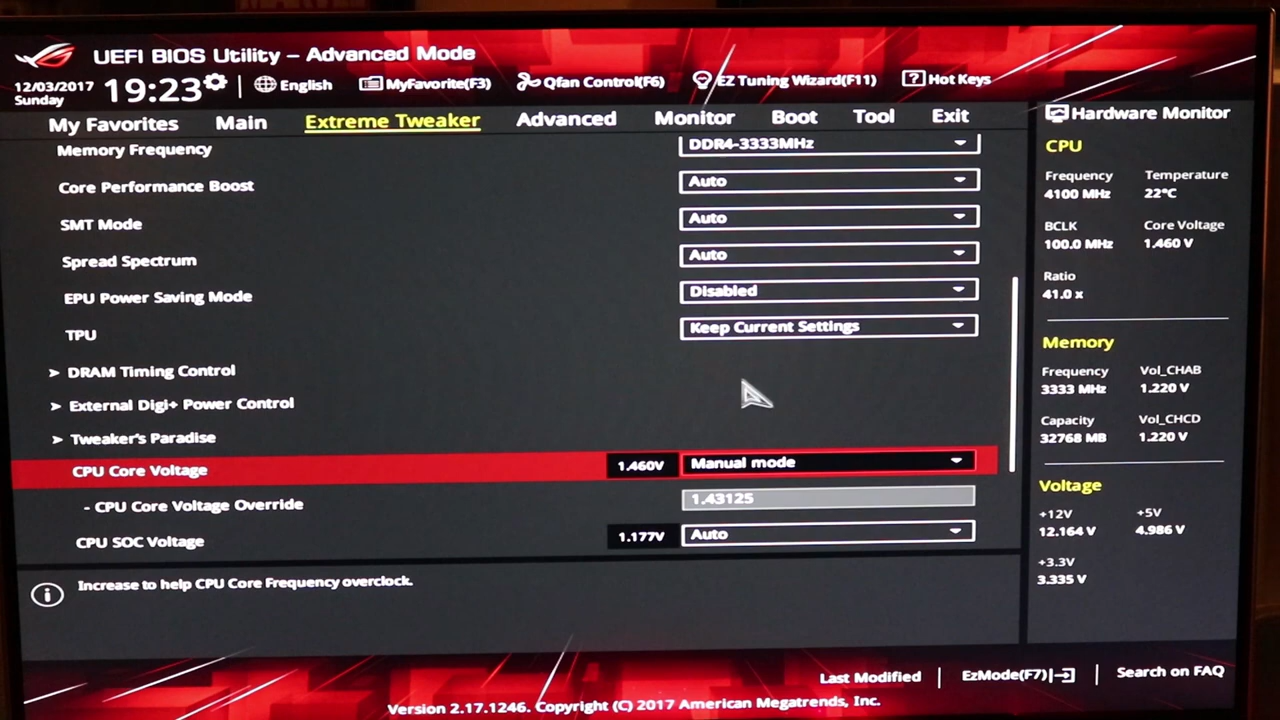 UEFI BIOS Utility – Advanced Mode
12/03/2017
Sunday
19:23
English
MyFavorite(F3)
Qfan Control(F6)
EZ Tuning Wizard(F11)
? Hot Keys
My Favorites Main Extreme Tweaker Advanced Monitor Boot Tool Exit
Memory Frequency DDR4-3333MHz
Core Performance Boost Auto
SMT Mode Auto
Spread Spectrum Auto
EPU Power Saving Mode Disabled
TPU Keep Current Settings
> DRAM Timing Control
> External Digi+ Power Control
> Tweaker's Paradise
CPU Core Voltage 1.460V Manual mode
- CPU Core Voltage Override 1.43125
CPU SOC Voltage 1.177V Auto
i Increase to help CPU Core Frequency overclock.
Hardware Monitor
CPU
Frequency Temperature
4100 MHz 22°C
BCLK Core Voltage
100.0 MHz 1.460 V
Ratio
41.0 x
Memory
Frequency Vol_CHAB
3333 MHz 1.220 V
Capacity Vol_CHCD
32768 MB 1.220 V
Voltage
+12V +5V
12.164 V 4.986 V
+3.3V
3.335 V
Last Modified EzMode(F7) Search on FAQ
Version 2.17.1246. Copyright (C) 2017 American Megatrends, Inc.